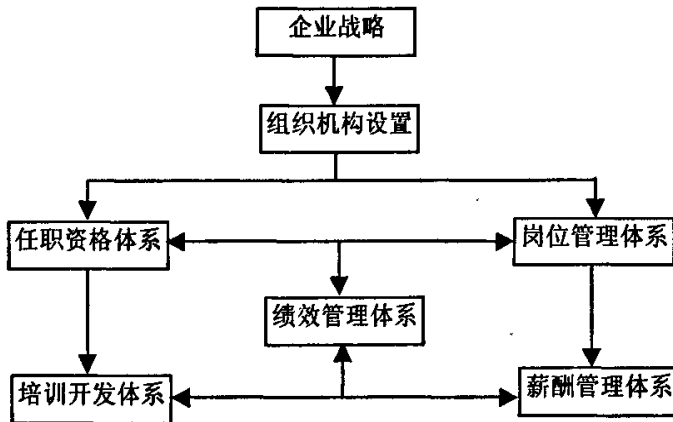 企业战略
组织机构设置
任职资格体系
岗位管理体系
绩效管理体系
培训开发体系
薪酬管理体系